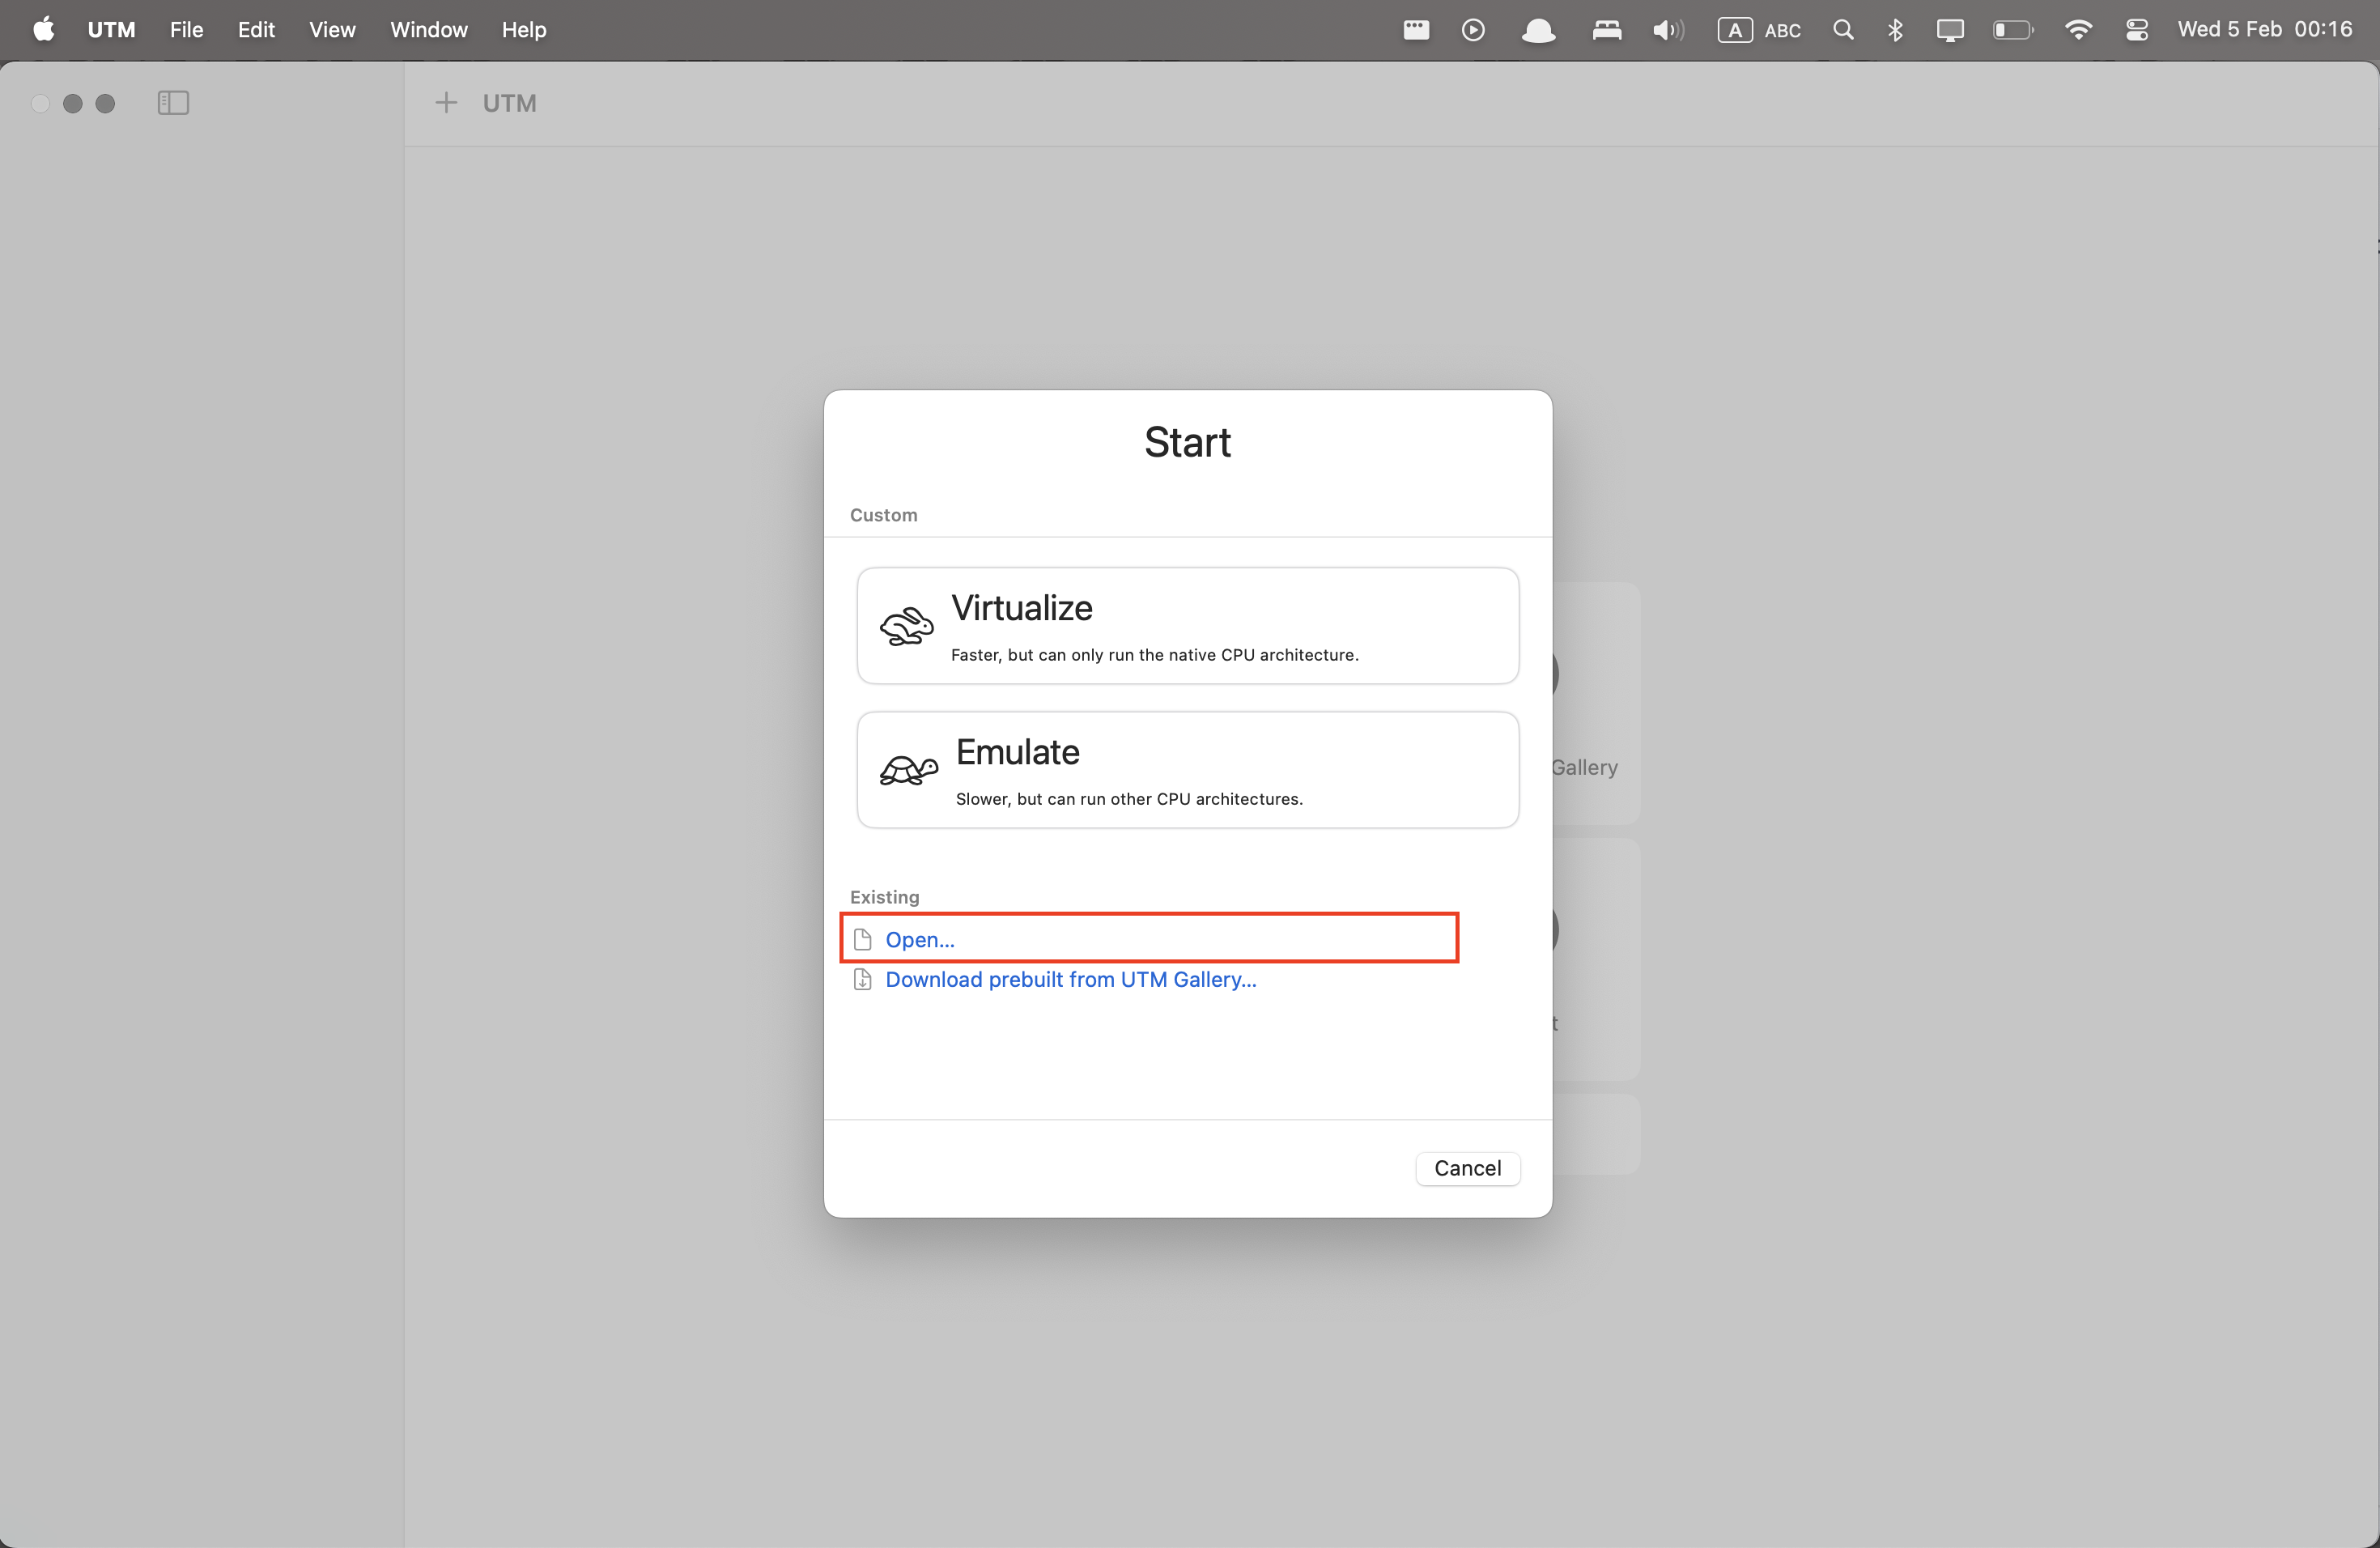 UTM File Edit View Window Help A ABC Wed 5 Feb 00:16
UTM
Start
Custom
Virtualize
Faster, but can only run the native CPU architecture.
Emulate
Slower, but can run other CPU architectures.
Gallery
Existing
Open...
Download prebuilt from UTM Gallery...
t
Cancel